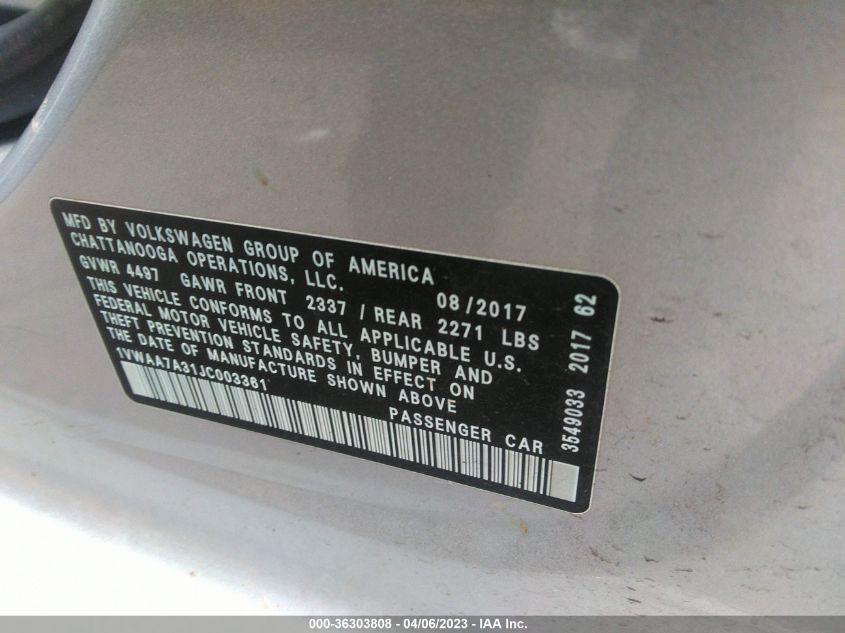 MFD BY VOLKSWAGEN GROUP OF AMERICA
CHATTANOOGA OPERATIONS, LLC. 08/2017
GVWR 4497 GAWR FRONT 2337 / REAR 2271 LBS
THIS VEHICLE CONFORMS TO ALL APPLICABLE U.S.
FEDERAL MOTOR VEHICLE SAFETY, BUMPER AND
THEFT PREVENTION STANDARDS IN EFFECT ON
THE DATE OF MANUFACTURE SHOWN ABOVE
1VWAA7A31JC003361 PASSENGER CAR
3549033 2017 62
000-36303808 - 04/06/2023 - IAA Inc.